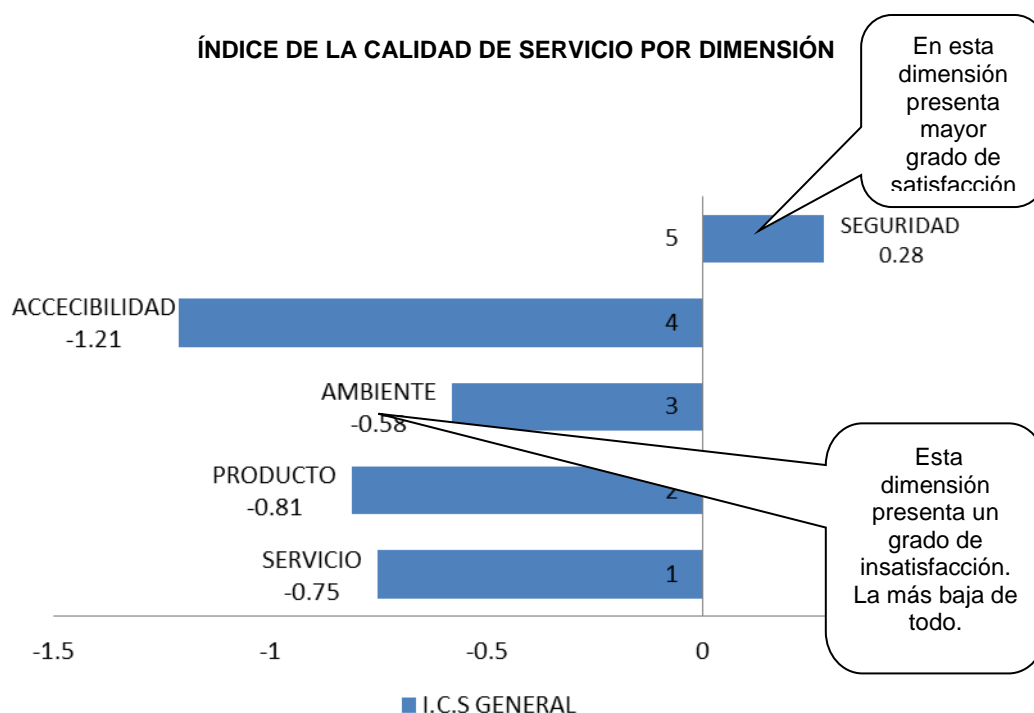 ÍNDICE DE LA CALIDAD DE SERVICIO POR DIMENSIÓN
En esta
dimensión
presenta
mayor
grado de
satisfacción
5
SEGURIDAD
0.28
ACCECIBILIDAD
-1.21
4
AMBIENTE
-0.58
3
PRODUCTO
-0.81
2
SERVICIO
-0.75
1
Esta
dimensión
presenta un
grado de
insatisfacción.
La más baja de
todo.
-1.5 -1 -0.5 0
I.C.S GENERAL